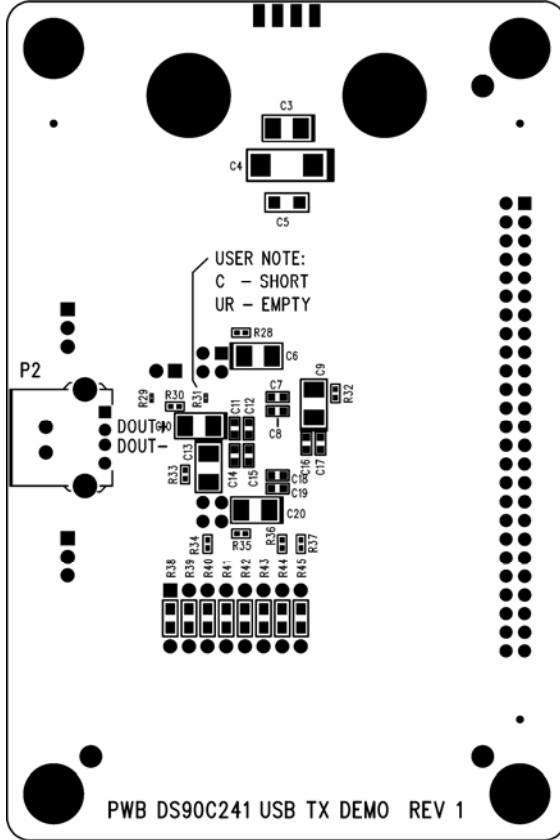 C3
C4
C5
USER NOTE:
C – SHORT
UR – EMPTY
R28
P2
C6
C7
C9
R32
R29
R30
R31
C8
C11
C12
DOUT+
C10
DOUT-
C13
C16
C17
R33
C14
C15
C18
C19
C20
R34
R35
R36
R37
R38
R39
R40
R41
R42
R43
R44
R45
PWB DS90C241 USB TX DEMO REV 1